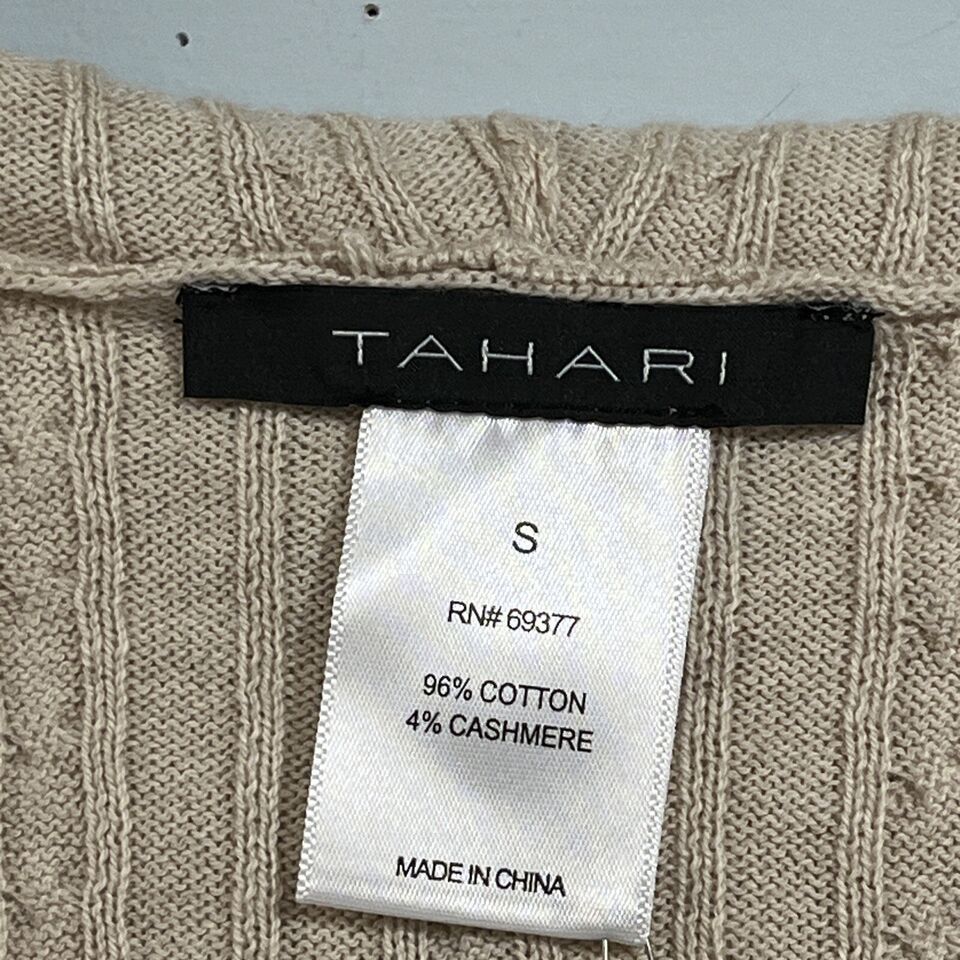 TAHARI
S
RN# 69377
96% COTTON
4% CASHMERE
MADE IN CHINA